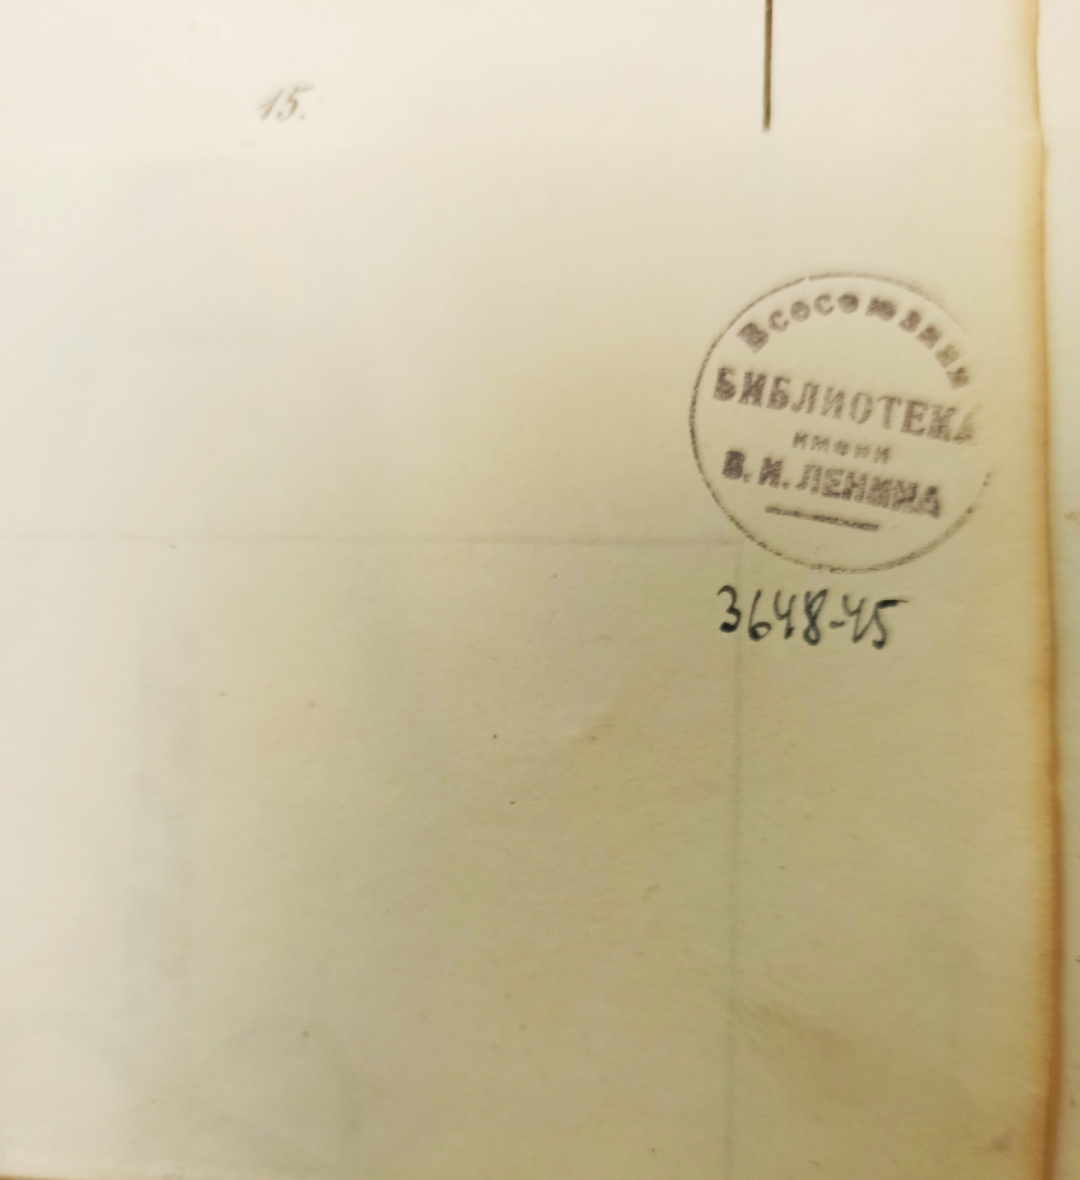 15.
Всесоюзная
БИБЛИОТЕКА
имени
В. И. ЛЕНИНА
3648-45